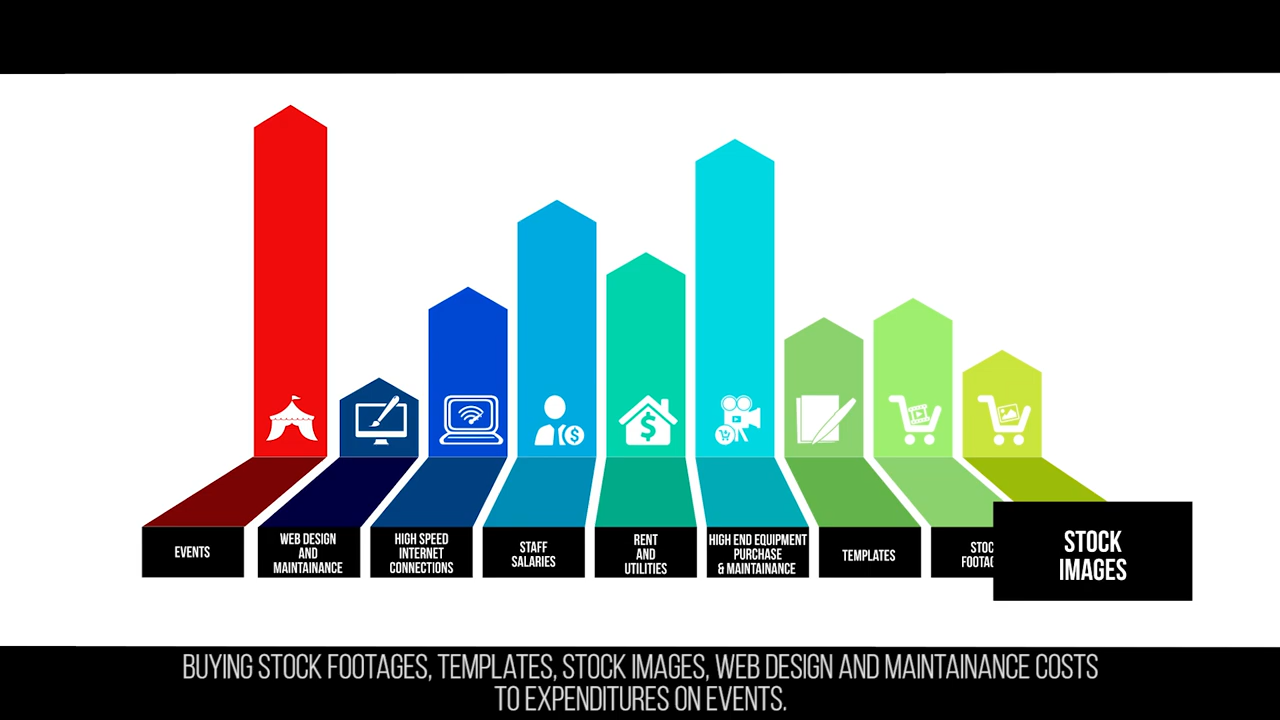 EVENTS
WEB DESIGN
AND
MAINTAINANCE
HIGH SPEED
INTERNET
CONNECTIONS
STAFF
SALARIES
RENT
AND
UTILITIES
HIGH END EQUIPMENT
PURCHASE
& MAINTAINANCE
TEMPLATES
STOCK
IMAGES
BUYING STOCK FOOTAGES, TEMPLATES, STOCK IMAGES, WEB DESIGN AND MAINTAINANCE COSTS
TO EXPENDITURES ON EVENTS.